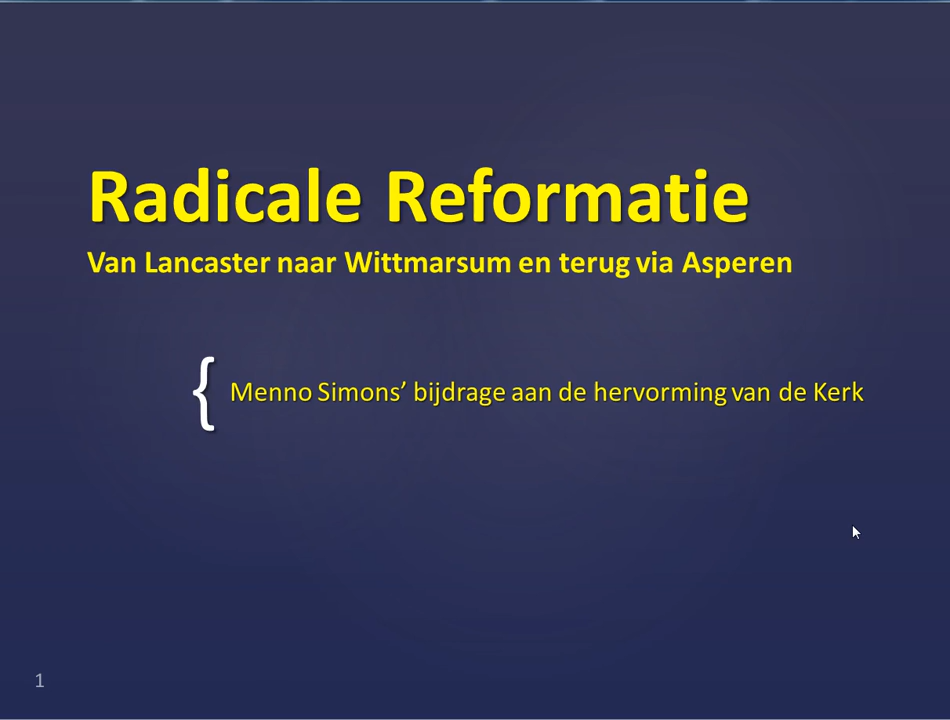 Radicale Reformatie
Van Lancaster naar Wittmarsum en terug via Asperen
{ Menno Simons’ bijdrage aan de hervorming van de Kerk
1